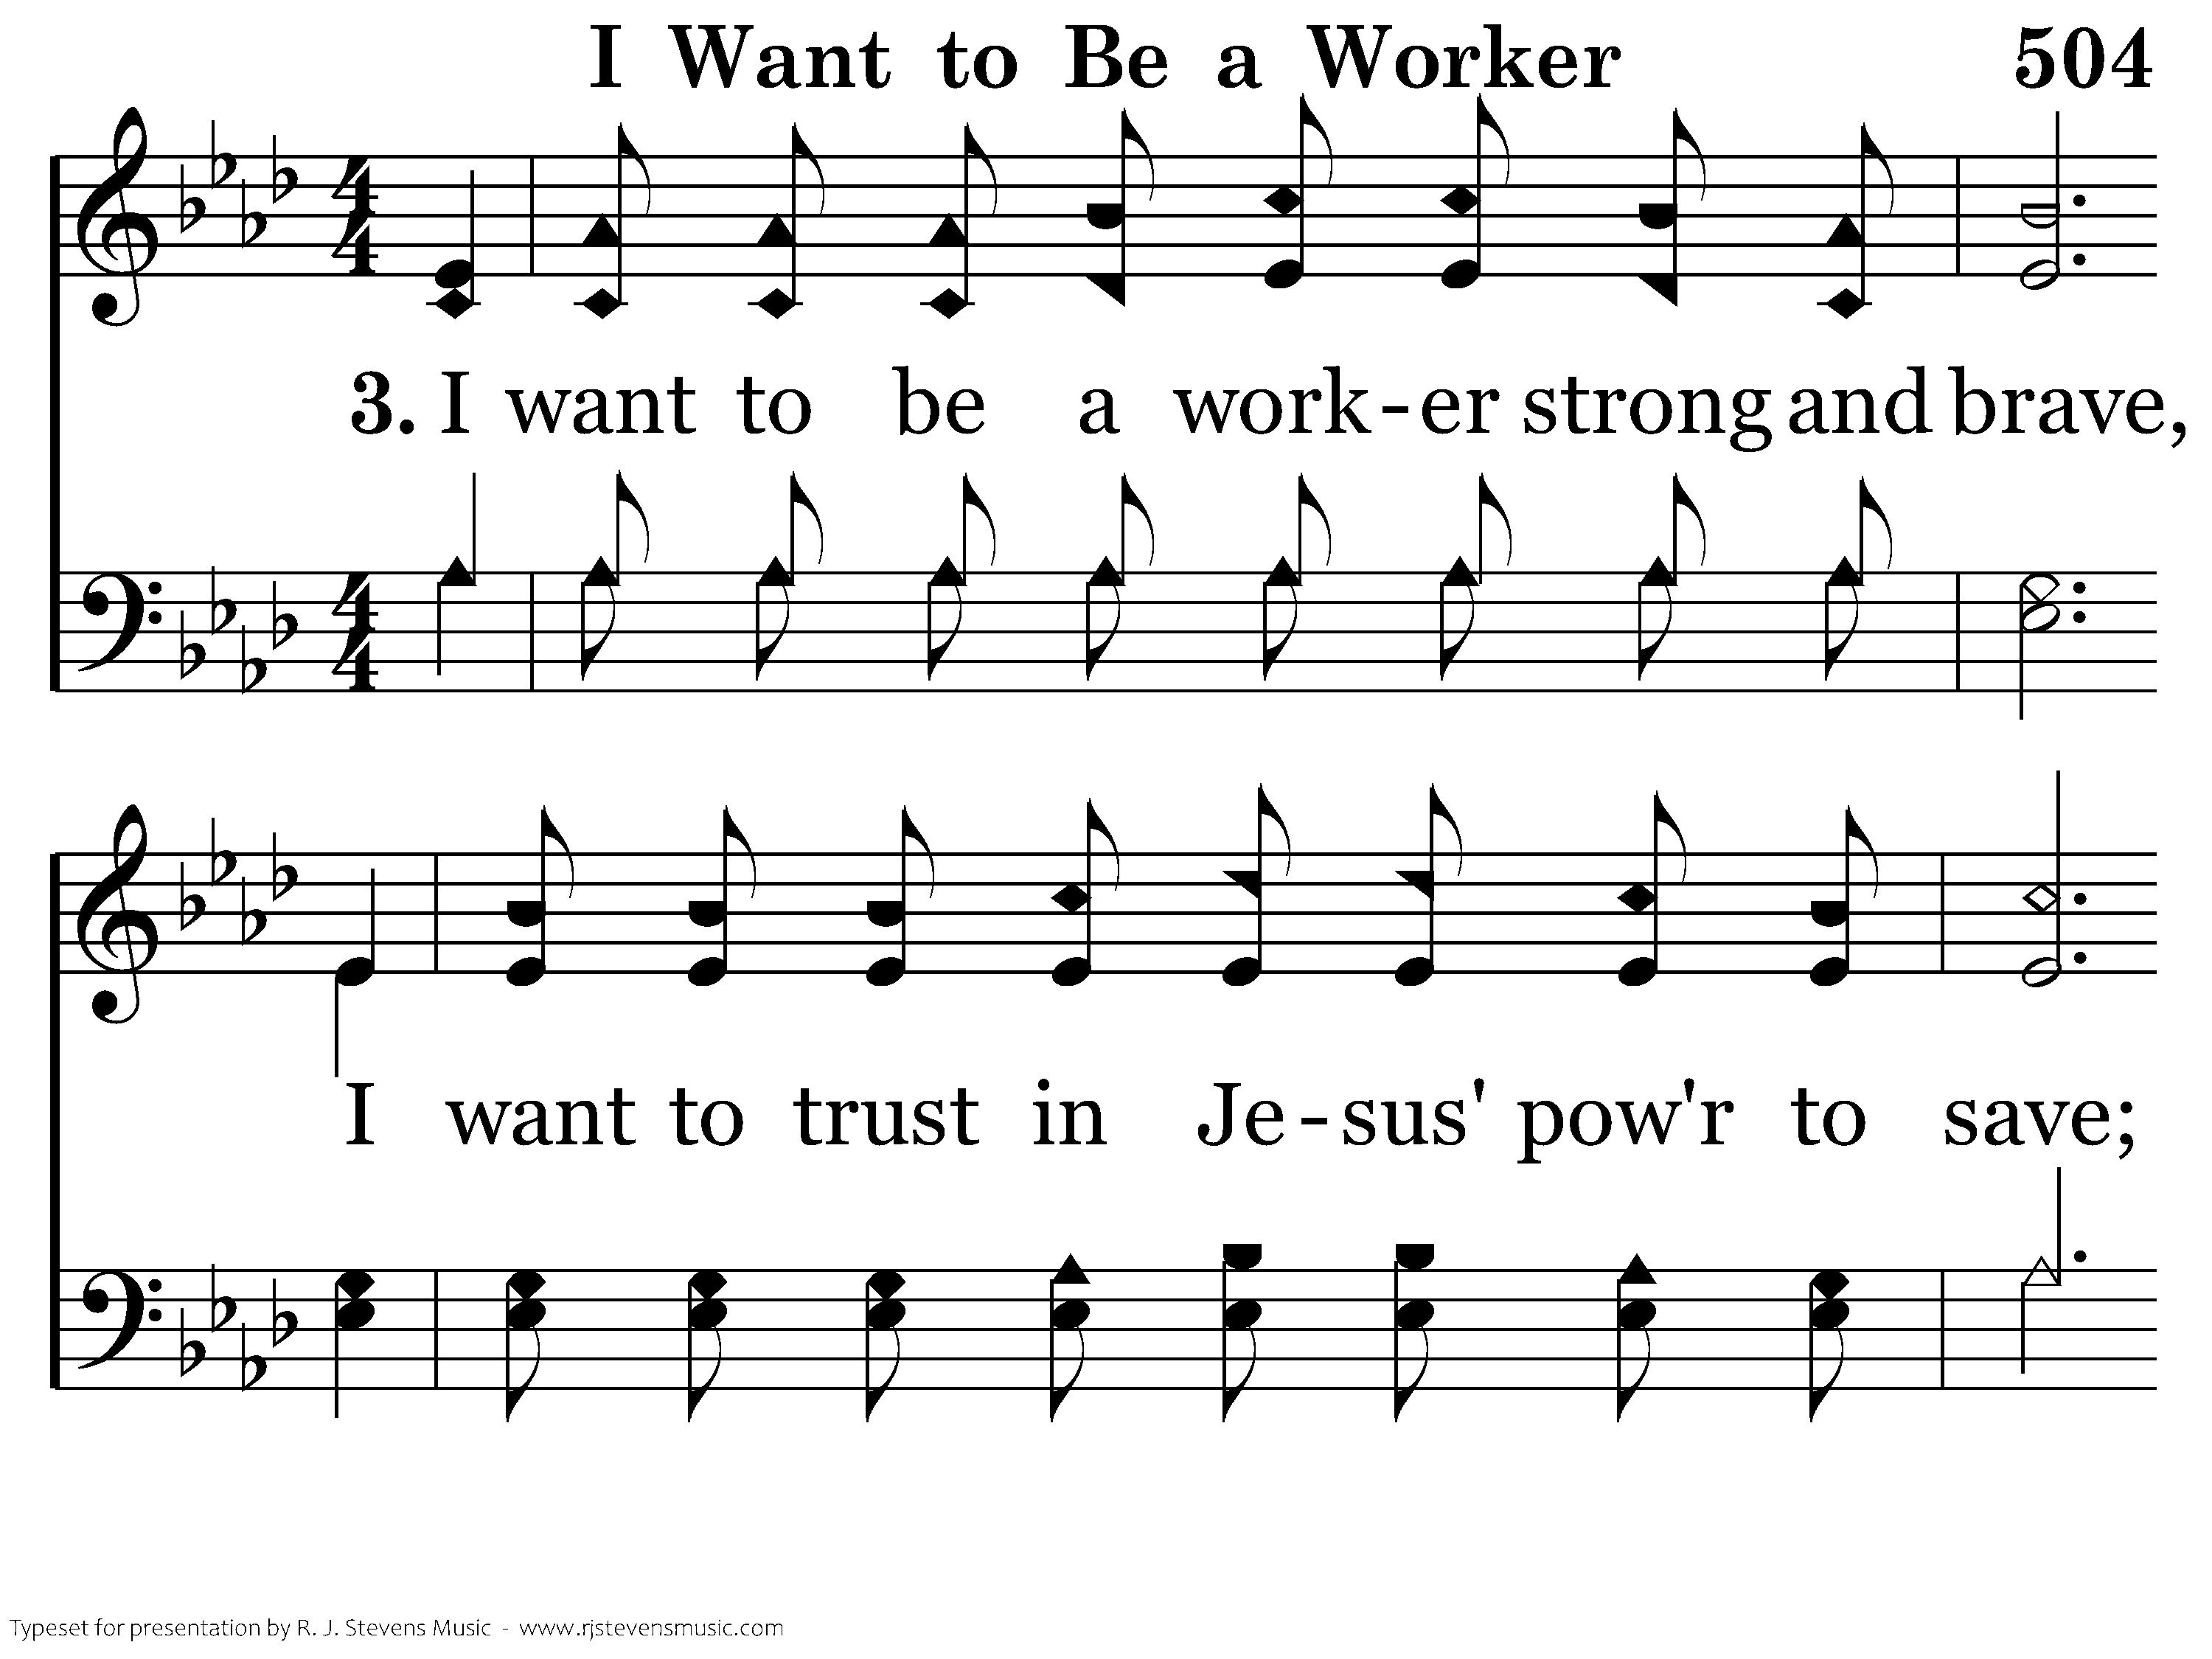 I Want to Be a Worker 504
3. I want to be a work-er strong and brave,
I want to trust in Je-sus' pow'r to save;
Typeset for presentation by R. J. Stevens Music - www.rjstevensmusic.com